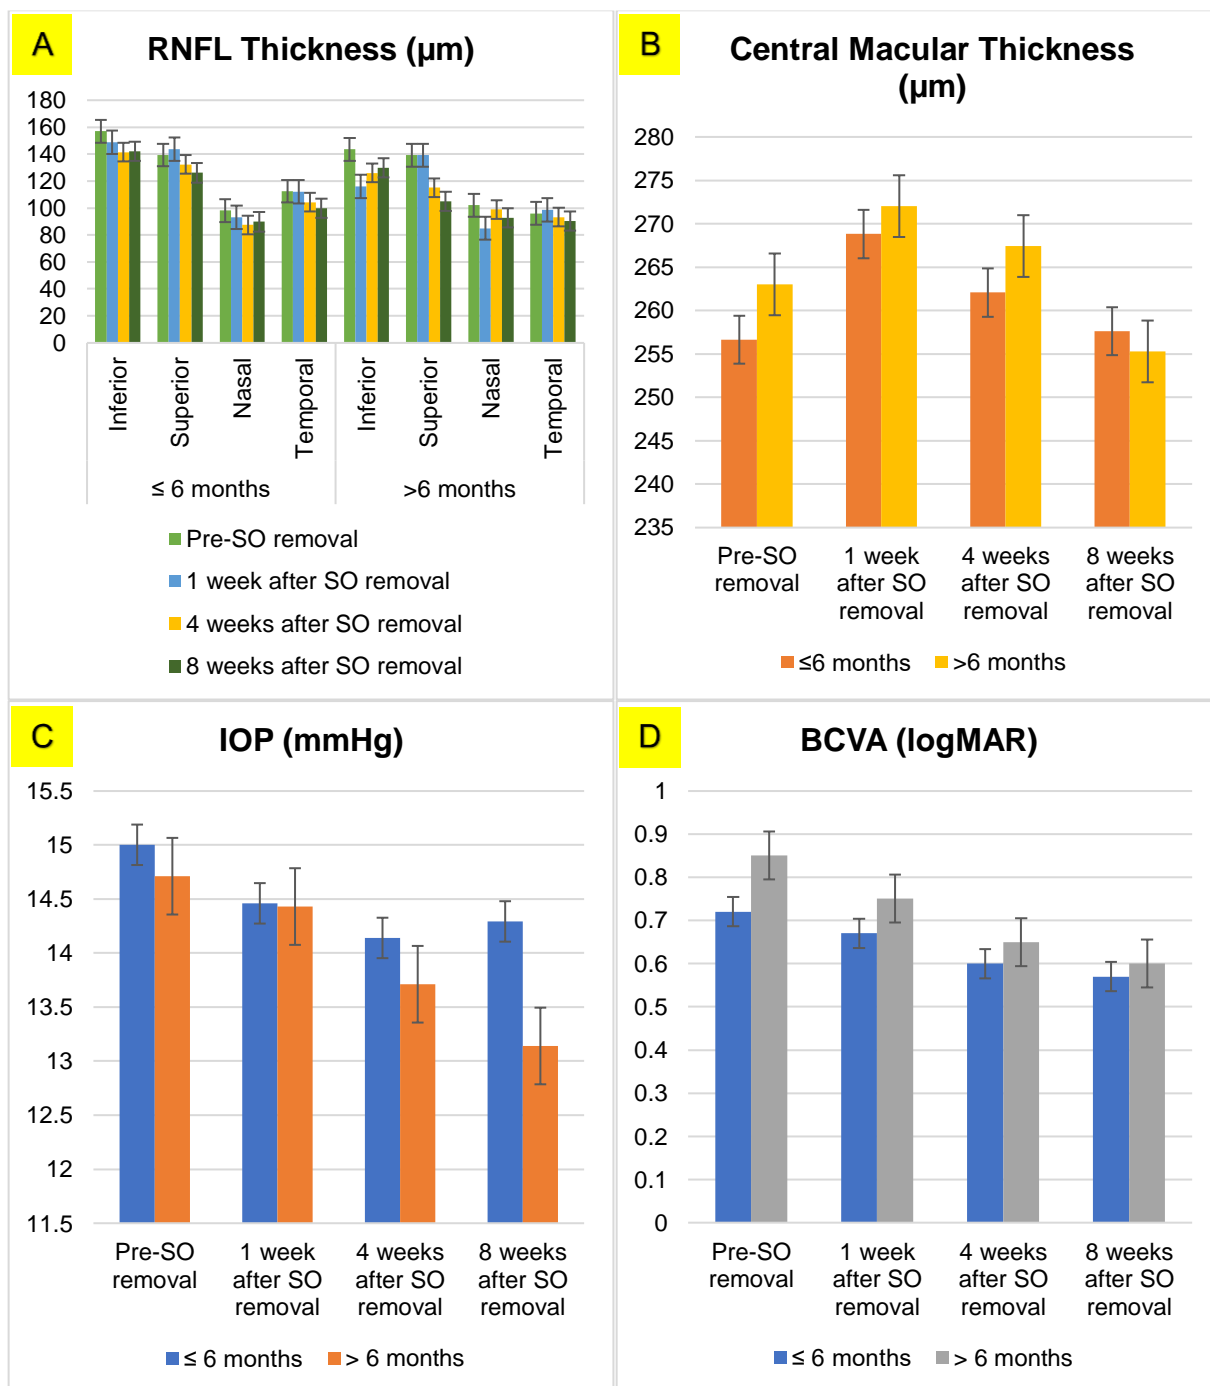 A
RNFL Thickness (µm)
180
160
140
120
100
80
60
40
20
0
Inferior
Superior
Nasal
Temporal
Inferior
Superior
Nasal
Temporal
≤ 6 months
>6 months
Pre-SO removal
1 week after SO removal
4 weeks after SO removal
8 weeks after SO removal
B
Central Macular Thickness
(µm)
280
275
270
265
260
255
250
245
240
235
Pre-SO
removal
1 week
after SO
removal
4 weeks
after SO
removal
8 weeks
after SO
removal
≤6 months
>6 months
C
IOP (mmHg)
15.5
15
14.5
14
13.5
13
12.5
12
11.5
Pre-SO
removal
1 week
after SO
removal
4 weeks
after SO
removal
8 weeks
after SO
removal
≤ 6 months
> 6 months
D
BCVA (logMAR)
1
0.9
0.8
0.7
0.6
0.5
0.4
0.3
0.2
0.1
0
Pre-SO
removal
1 week
after SO
removal
4 weeks
after SO
removal
8 weeks
after SO
removal
≤ 6 months
> 6 months